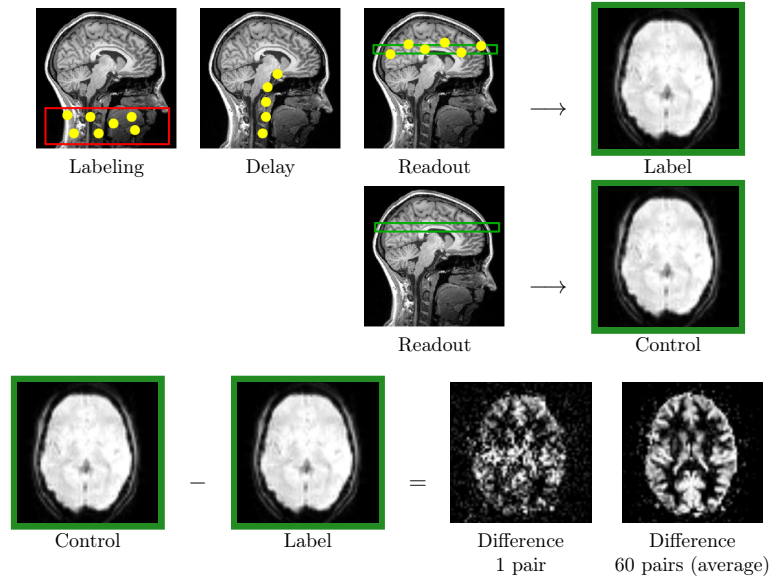 Labeling
Delay
Readout
→
Label
Readout
→
Control
−
=
Control
Label
Difference
1 pair
Difference
60 pairs (average)